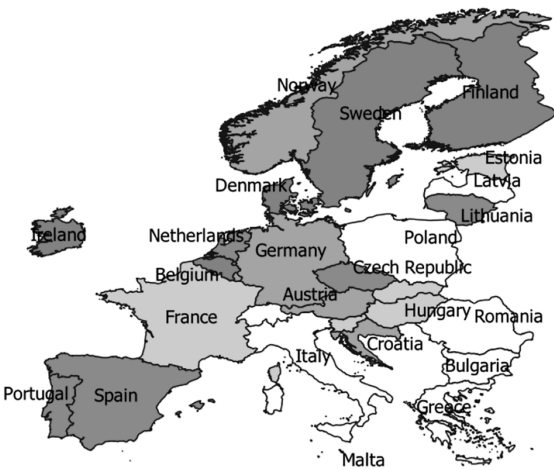 Norway
Finland
Sweden
Estonia
Latvia
Denmark
Lithuania
Ireland
Netherlands
Poland
Germany
Belgium
Czech Republic
Austria
France
Hungary
Romania
Croatia
Italy
Bulgaria
Portugal
Spain
Greece
Malta